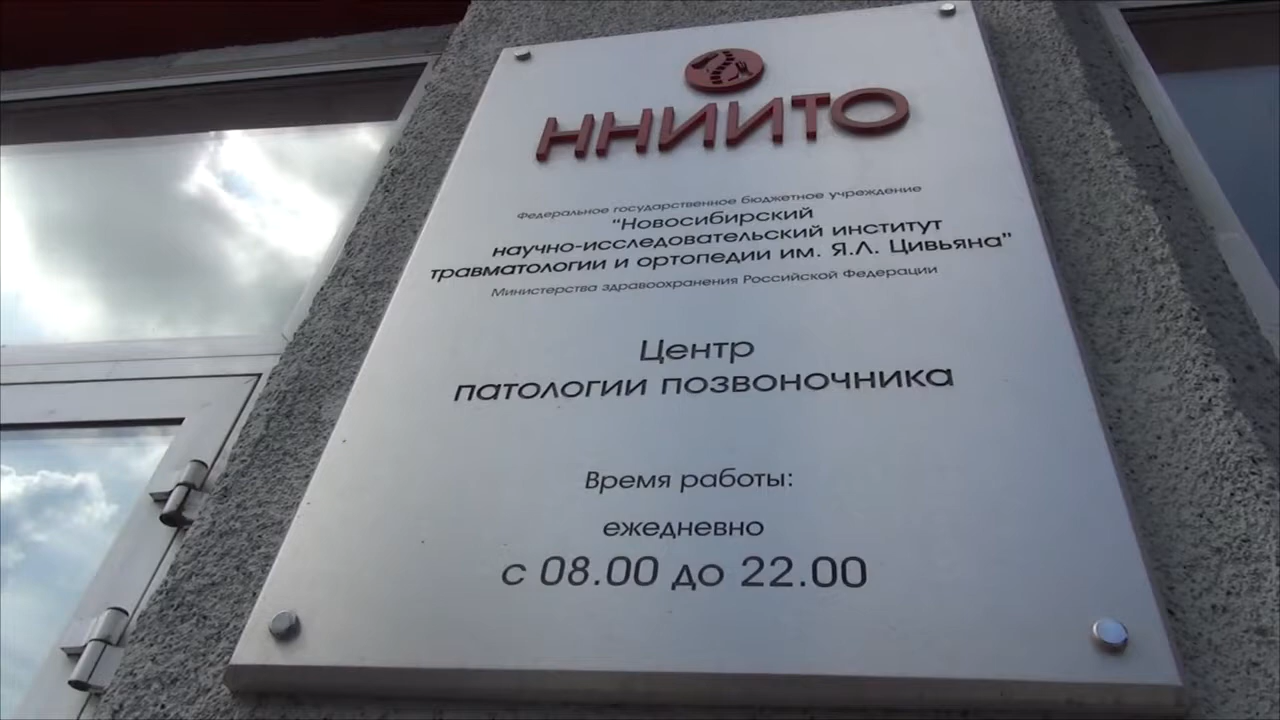 ННИИТО
Федеральное государственное бюджетное учреждение
"Новосибирский
научно-исследовательский институт
травматологии и ортопедии им. Я.Л. Цивьяна"
Министерства здравоохранения Российской Федерации
Центр
патологии позвоночника
Время работы:
ежедневно
с 08.00 до 22.00